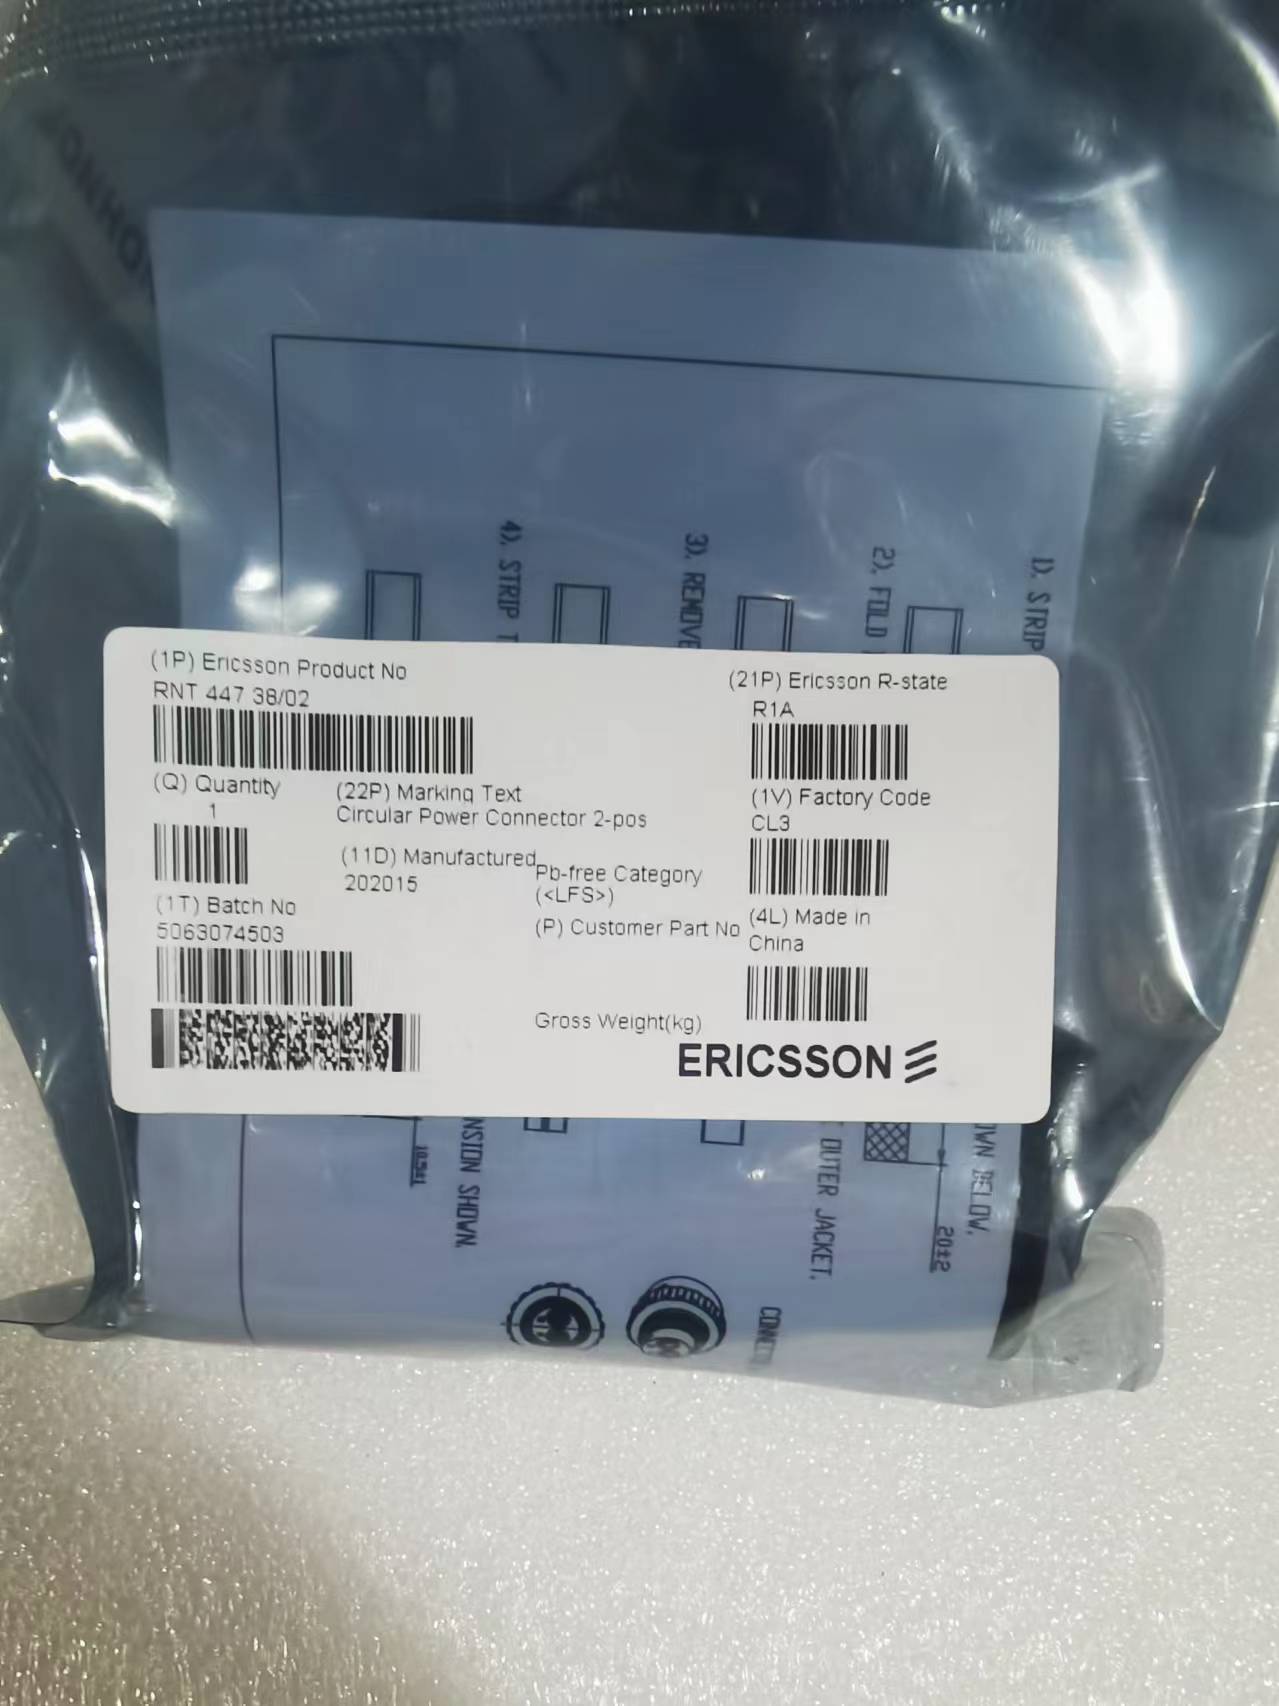 4). STRIP T
3). REMOVE
2). FOLD
1). STRIP
(1P) Ericsson Product No
RNT 447 38/02
(21P) Ericsson R-state
R1A
(Q) Quantity
1
(22P) Marking Text
Circular Power Connector 2-pos
(1V) Factory Code
CL3
(11D) Manufactured
202015
Pb-free Category
(<LFS>)
(1T) Batch No
5063074503
(P) Customer Part No
(4L) Made in
China
Gross Weight(kg)
ERICSSON
NSION SHOWN.
OUTER JACKET.
OWN BELOW.
20±2